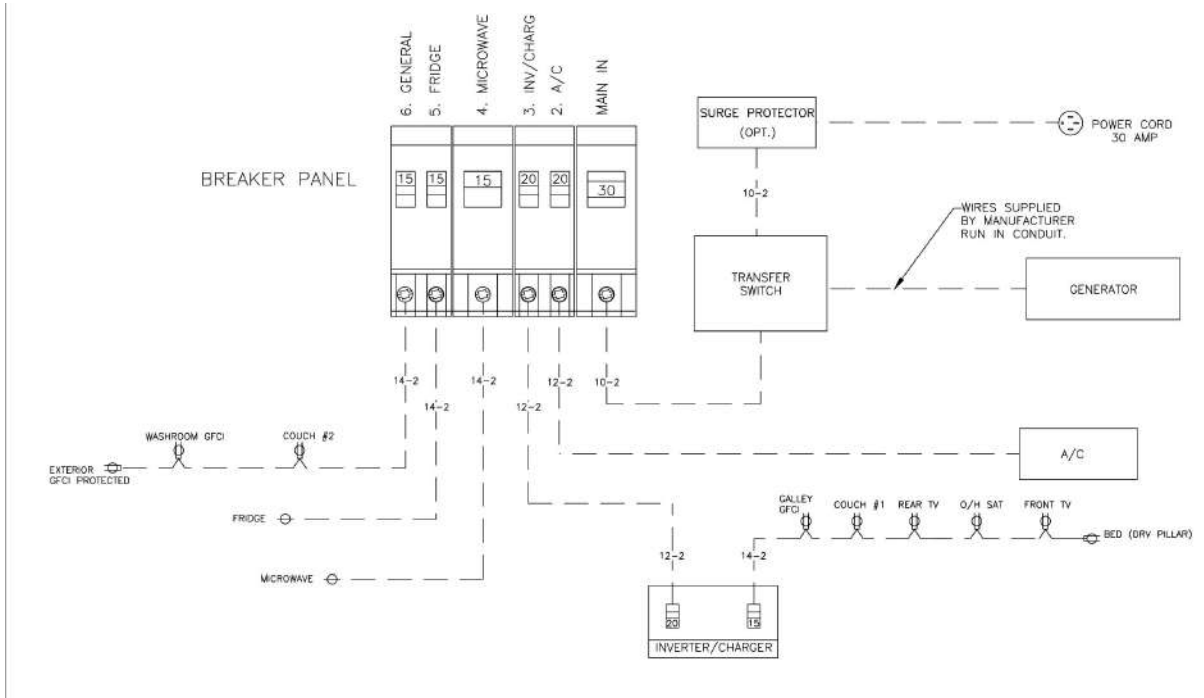 6. GENERAL
5. FRIDGE
4. MICROWAVE
3. INV/CHARG
2. A/C
MAIN IN
BREAKER PANEL
15
15
15
20
20
30
SURGE PROTECTOR
(OPT.)
POWER CORD
30 AMP
10-2
WIRES SUPPLIED
BY MANUFACTURER
RUN IN CONDUIT.
TRANSFER
SWITCH
GENERATOR
14-2
14-2
14-2
12-2
12-2
10-2
WASHROOM GFCI
COUCH #2
EXTERIOR
GFCI PROTECTED
FRIDGE
MICROWAVE
A/C
GALLEY
GFCI
COUCH #1
REAR TV
O/H SAT
FRONT TV
BED (DRV PILLAR)
12-2
14-2
20
15
INVERTER/CHARGER